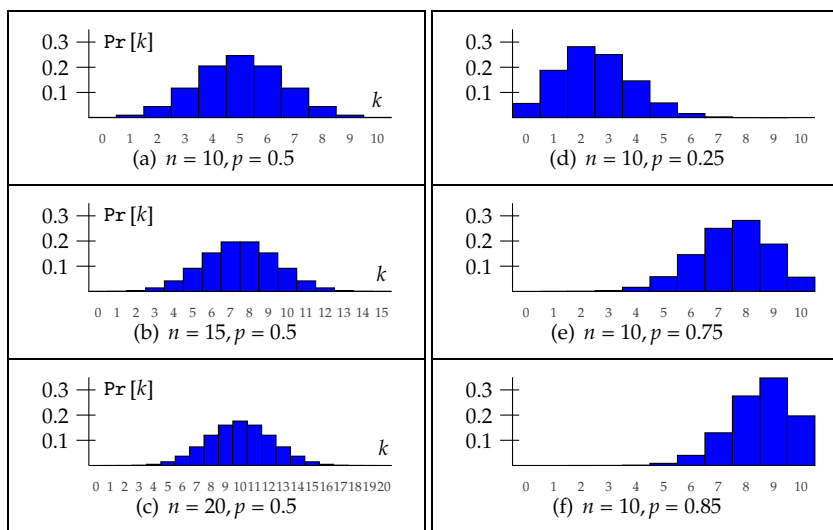 0.3 Pr[k]
0.2
0.1 k
0 1 2 3 4 5 6 7 8 9 10
(a) n = 10, p = 0.5
0.3 Pr[k]
0.2
0.1 k
0 1 2 3 4 5 6 7 8 9 10 11 12 13 14 15
(b) n = 15, p = 0.5
0.3 Pr[k]
0.2
0.1 k
0 1 2 3 4 5 6 7 8 9 10 11 12 13 14 15 16 17 18 19 20
(c) n = 20, p = 0.5
0.3
0.2
0.1
0 1 2 3 4 5 6 7 8 9 10
(d) n = 10, p = 0.25
0.3
0.2
0.1
0 1 2 3 4 5 6 7 8 9 10
(e) n = 10, p = 0.75
0.3
0.2
0.1
0 1 2 3 4 5 6 7 8 9 10
(f) n = 10, p = 0.85